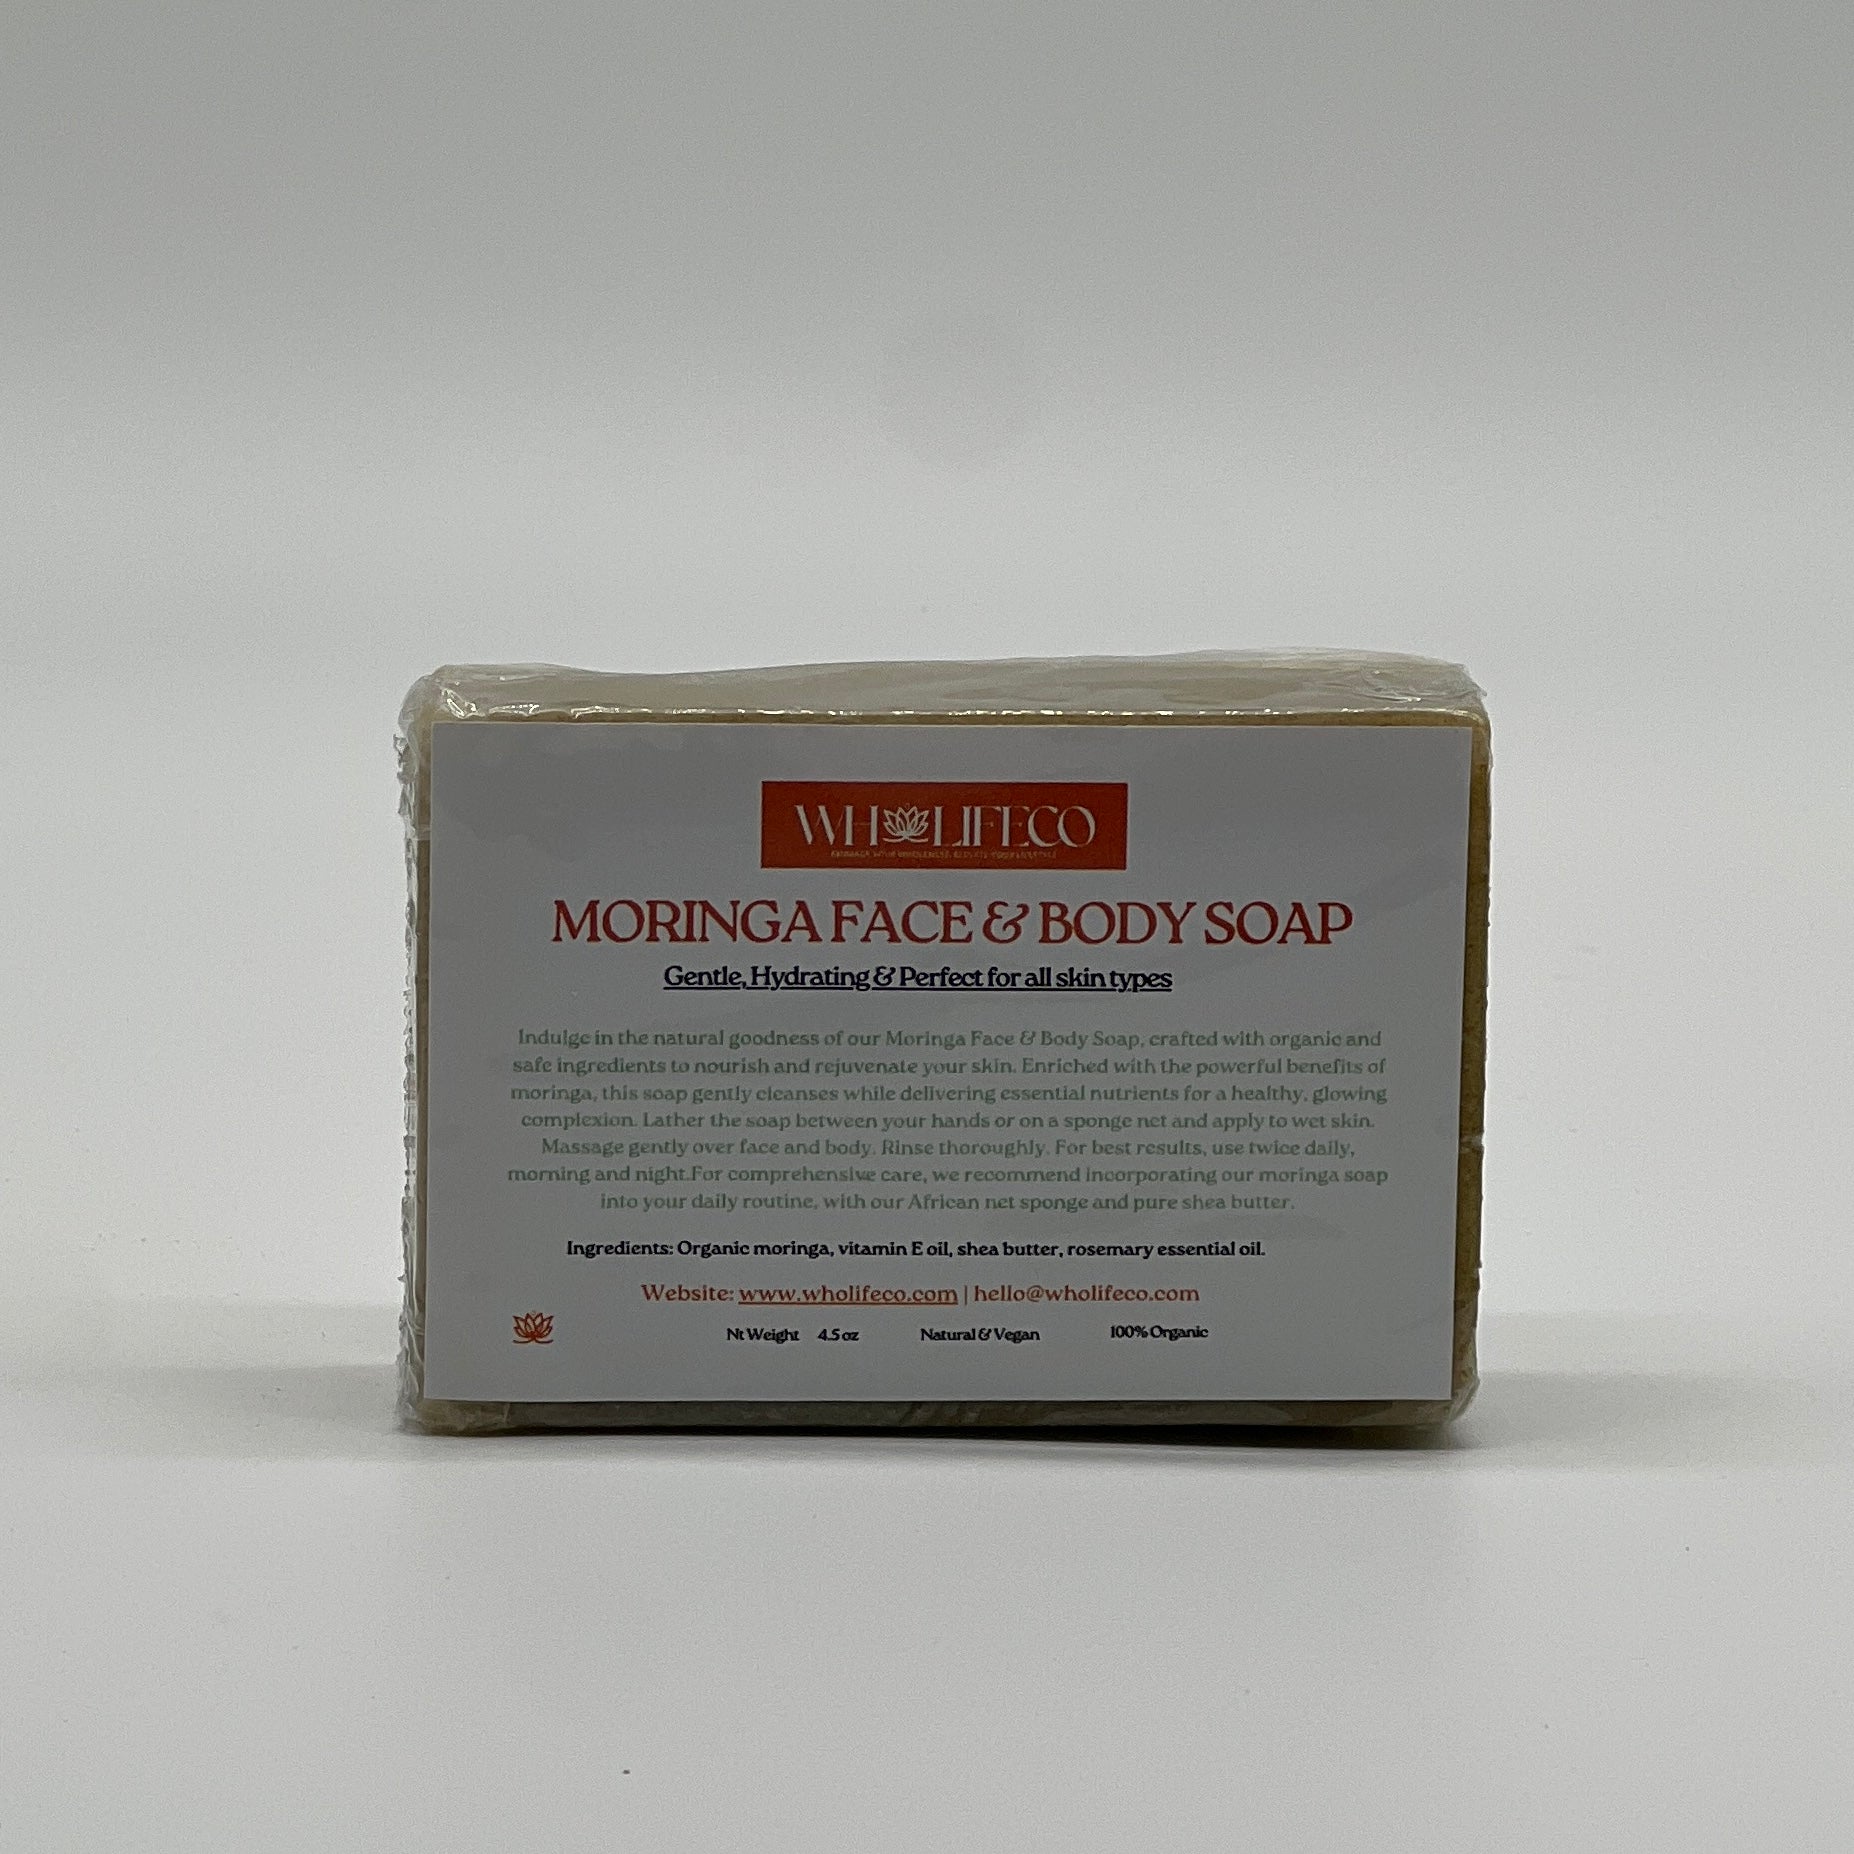 WHOLIFECO
MORINGA FACE & BODY SOAP
Gentle, Hydrating & Perfect for all skin types
Indulge in the natural goodness of our Moringa Face & Body Soap, crafted with organic and
safe ingredients to nourish and rejuvenate your skin. Enriched with the powerful benefits of
moringa, this soap gently cleanses while delivering essential nutrients for a healthy, glowing
complexion. Lather the soap between your hands or on a sponge net and apply to wet skin.
Massage gently over face and body. Rinse thoroughly. For best results, use twice daily,
morning and night.For comprehensive care, we recommend incorporating our moringa soap
into your daily routine, with our African net sponge and pure shea butter.
Ingredients: Organic moringa, vitamin E oil, shea butter, rosemary essential oil.
Website: www.wholifeco.com | hello@wholifeco.com
Nt Weight 4.5 oz Natural & Vegan 100% Organic